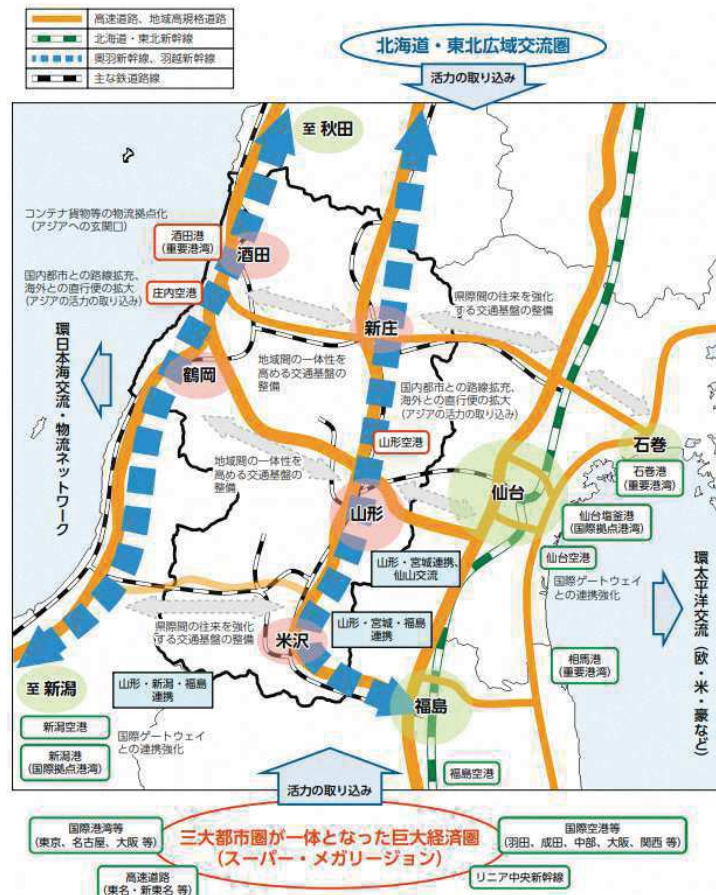 高速道路、地域高規格道路
北海道・東北新幹線
奥羽新幹線、羽越新幹線
主な鉄道路線
北海道・東北広域交流圏
活力の取り込み
至 秋田
コンテナ貨物等の物流拠点化
(アジアへの玄関口)
酒田港
(重要港湾)
酒田
国内都市との路線拡充、
海外との直行便の拡大
(アジアの活力の取り込み)
庄内空港
県際間の往来を強化
する交通基盤の整備
新庄
地域間の一体性を
高める交通基盤の
整備
鶴岡
国内都市との路線拡充、
海外との直行便の拡大
(アジアの活力の取り込み)
環日本海交流・物流ネットワーク
山形空港
石巻
石巻港
(重要港湾)
地域間の一体性を
高める交通基盤の
整備
仙台
山形
仙台塩釜港
(国際拠点港湾)
仙台空港
山形・宮城連携、
仙山交流
国際ゲートウェイ
との連携強化
環太平洋交流(欧・米・豪など)
県際間の往来を強化
する交通基盤の整備
山形・宮城・福島
連携
米沢
相馬港
(重要港湾)
至 新潟
山形・新潟・福島
連携
福島
新潟空港
新潟港
(国際拠点港湾)
国際ゲートウェイ
との連携強化
福島空港
活力の取り込み
国際港湾等
(東京、名古屋、大阪 等)
三大都市圏が一体となった巨大経済圏
(スーパー・メガリージョン)
国際空港等
(羽田、成田、中部、大阪、関西 等)
高速道路
(東名・新東名 等)
リニア中央新幹線